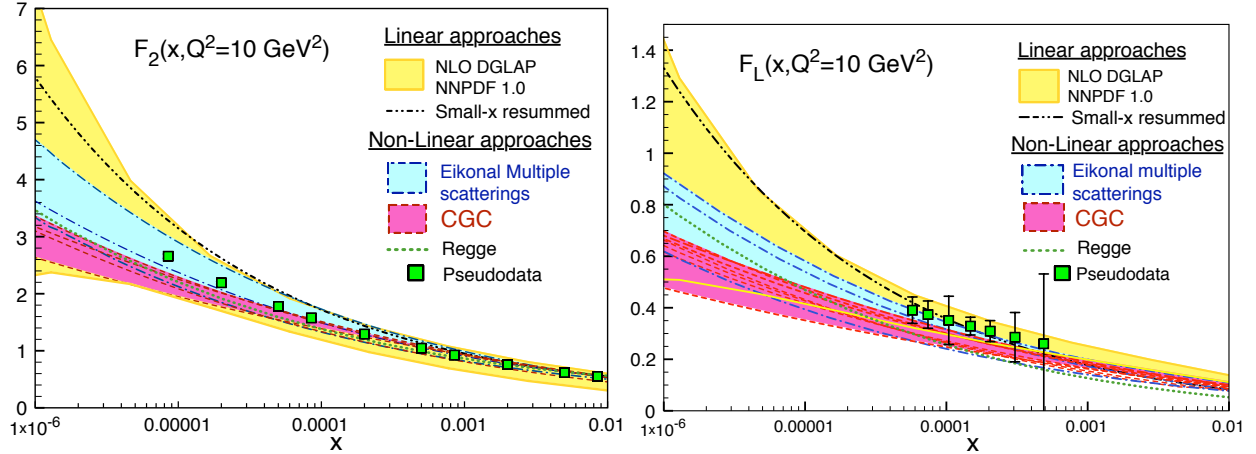 7
6
5
4
3
2
1
0
F2(x,Q2=10 GeV2)
Linear approaches
NLO DGLAP
NNPDF 1.0
Small-x resummed
Non-Linear approaches
Eikonal Multiple
scatterings
CGC
Regge
Pseudodata
1×10-6
0.00001
0.0001
0.001
0.01
x
1.4
1.2
1
0.8
0.6
0.4
0.2
0
FL(x,Q2=10 GeV2)
Linear approaches
NLO DGLAP
NNPDF 1.0
Small-x resummed
Non-Linear approaches
Eikonal multiple
scatterings
CGC
Regge
Pseudodata
1×10-6
0.00001
0.0001
0.001
0.01
x